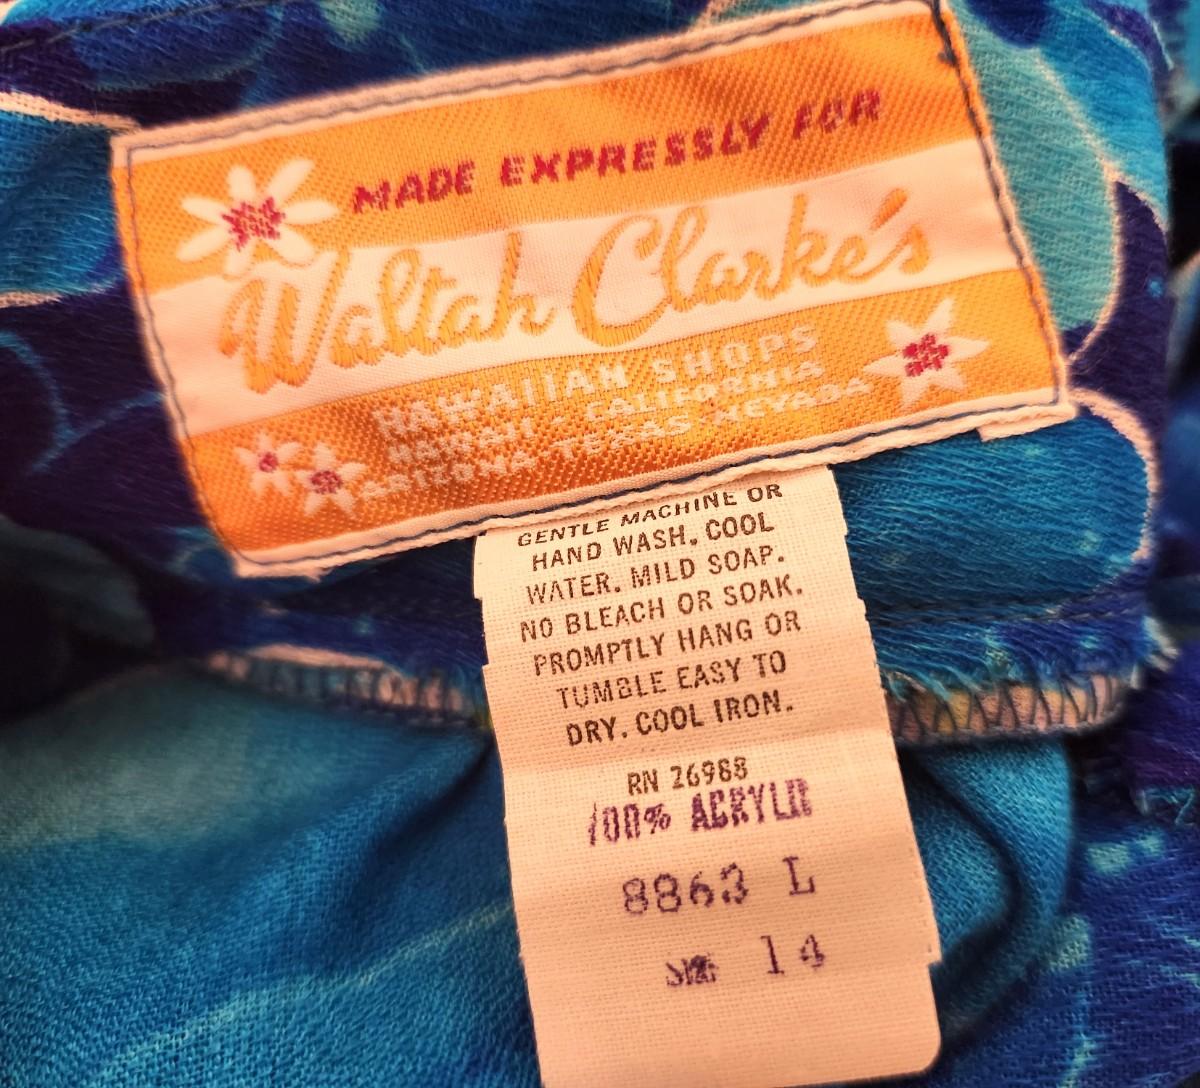 MADE EXPRESSLY FOR
Waltah Clarke's
HAWAIIAN SHOPS
HAWAII - CALIFORNIA
ARIZONA - TEXAS - NEVADA
GENTLE MACHINE OR
HAND WASH. COOL
WATER. MILD SOAP.
NO BLEACH OR SOAK.
PROMPTLY HANG OR
TUMBLE EASY TO
DRY. COOL IRON.
RN 26988
100% ACRYLIC
8863 L
14